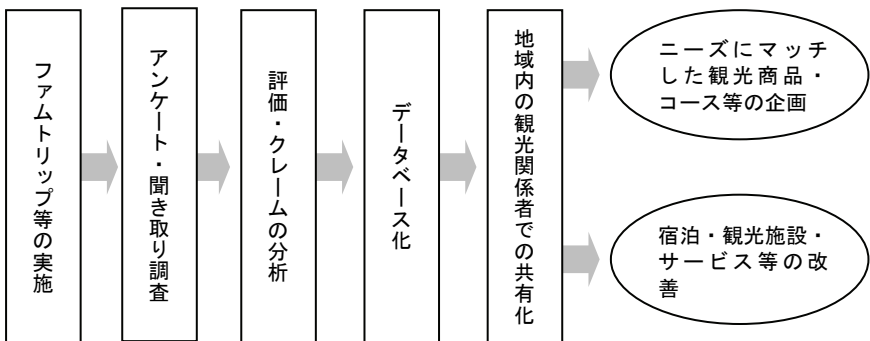 ファムトリップ等の実施
アンケート・聞き取り調査
評価・クレームの分析
データベース化
地域内の観光関係者での共有化
ニーズにマッチ
した観光商品・
コース等の企画
宿泊・観光施設・
サービス等の改
善